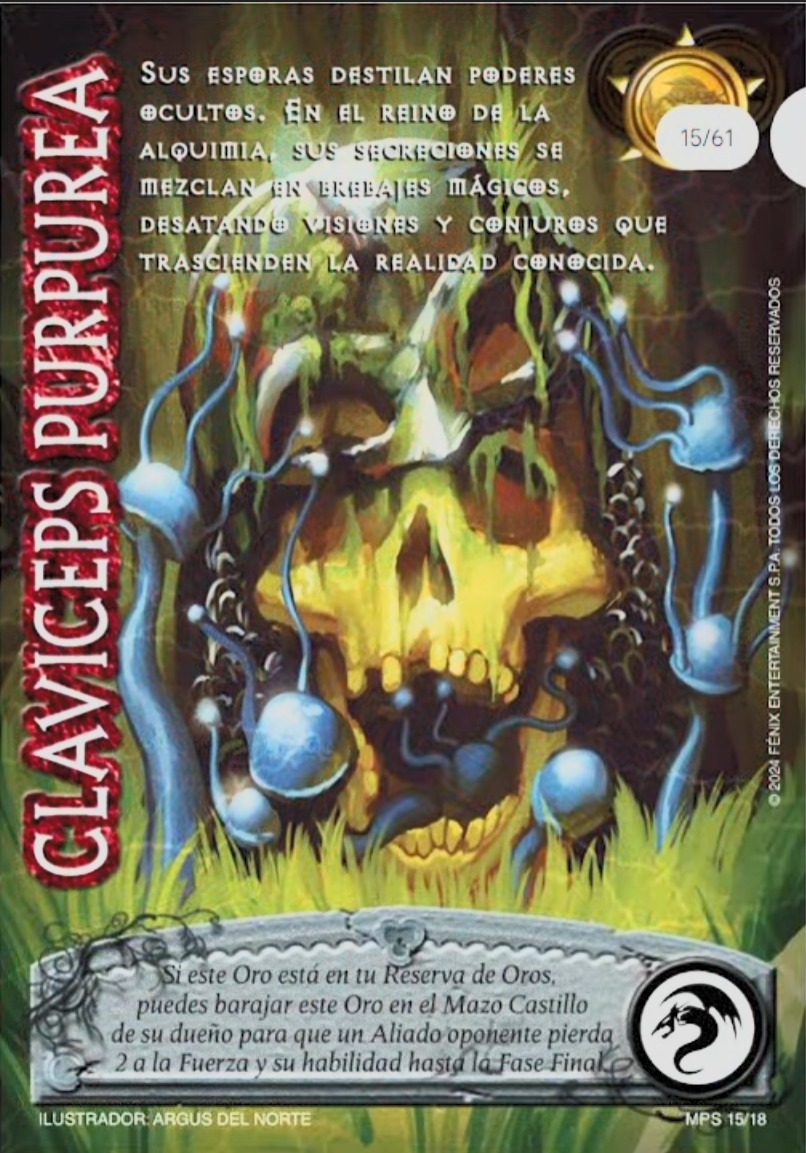 CLAVICEPS PURPUREA
SUS ESPORAS DESTILAN PODERES
OCULTOS. EN EL REINO DE LA
ALQUIMIA, SUS SECRECIONES SE
MEZCLAN EN BREBAJES MÁGICOS,
DESATANDO VISIONES Y CONJUROS QUE
TRASCIENDEN LA REALIDAD CONOCIDA.
15/61
© 2024 FÉNIX ENTERTAINMENT S.P.A. TODOS LOS DERECHOS RESERVADOS
Si este Oro está en tu Reserva de Oros,
puedes barajar este Oro en el Mazo Castillo
de su dueño para que un Aliado oponente pierda
2 a la Fuerza y su habilidad hasta la Fase Final.
ILUSTRADOR: ARGUS DEL NORTE
MPS 15/18